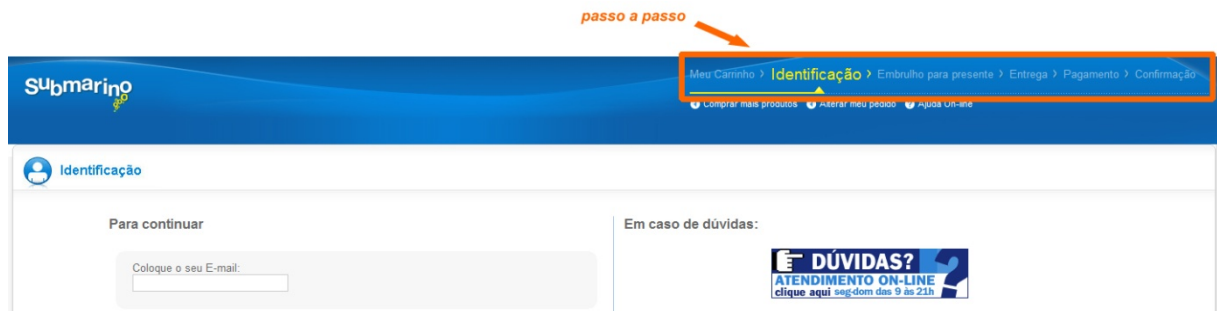 passo a passo
submarino
Meu Carrinho > Identificação > Embrulho para presente > Entrega > Pagamento > Confirmação
Comprar mais produtos Alterar meu pedido ? Ajuda On-line
Identificação
Para continuar
Em caso de dúvidas:
Coloque o seu E-mail:
DÚVIDAS?
ATENDIMENTO ON-LINE
clique aqui seg-dom das 9 às 21h